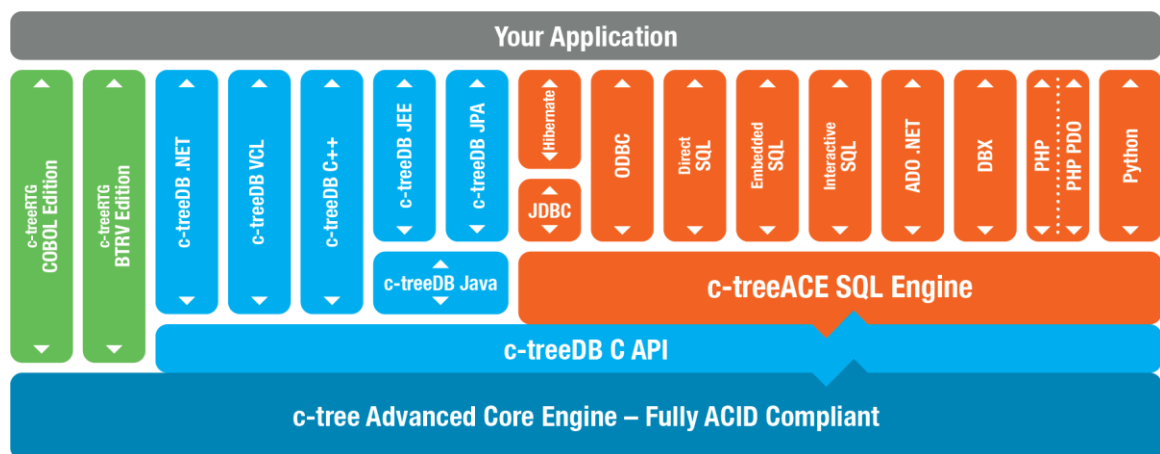 Your Application
c-treeRTG
COBOL Edition
c-treeRTG
BTRV Edition
c-treeDB .NET
c-treeDB VCL
c-treeDB C++
c-treeDB JEE
c-treeDB JPA
Hibernate
JDBC
ODBC
Direct
SQL
Embedded
SQL
Interactive
SQL
ADO .NET
DBX
PHP
PHP PDO
Python
c-treeDB Java
c-treeACE SQL Engine
c-treeDB C API
c-tree Advanced Core Engine – Fully ACID Compliant